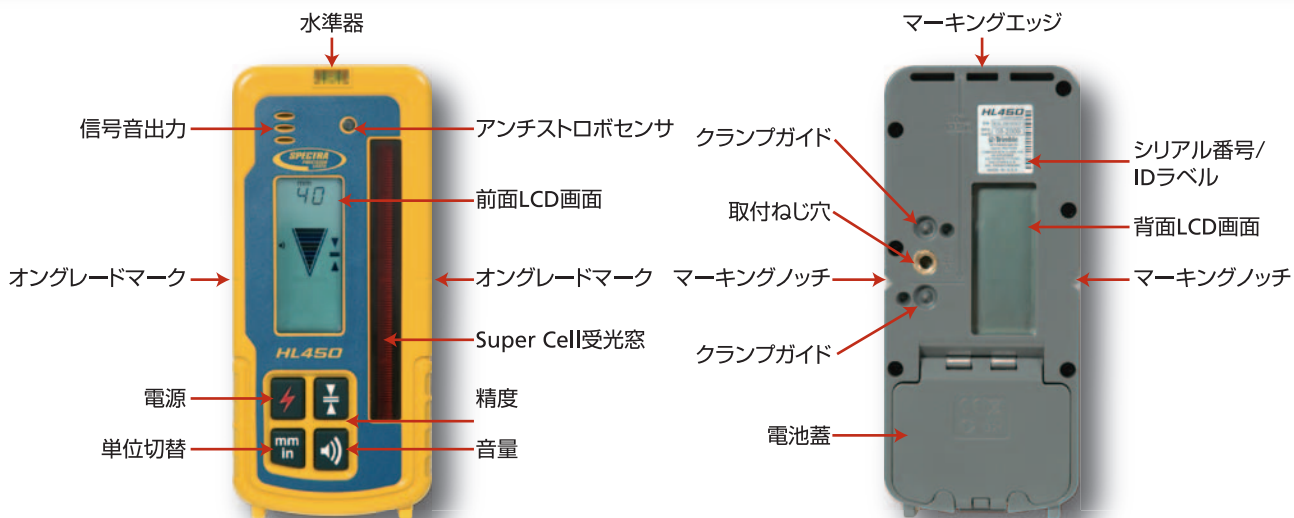 水準器
信号音出力
アンチストロボセンサ
SPECTRA
PRECISION
40
前面LCD画面
オングレードマーク
オングレードマーク
Super Cell受光窓
HL450
電源
精度
mm
in
単位切替
音量
マーキングエッジ
クランプガイド
HL450
Trimble
シリアル番号/
IDラベル
取付ねじ穴
背面LCD画面
マーキングノッチ
マーキングノッチ
クランプガイド
電池蓋